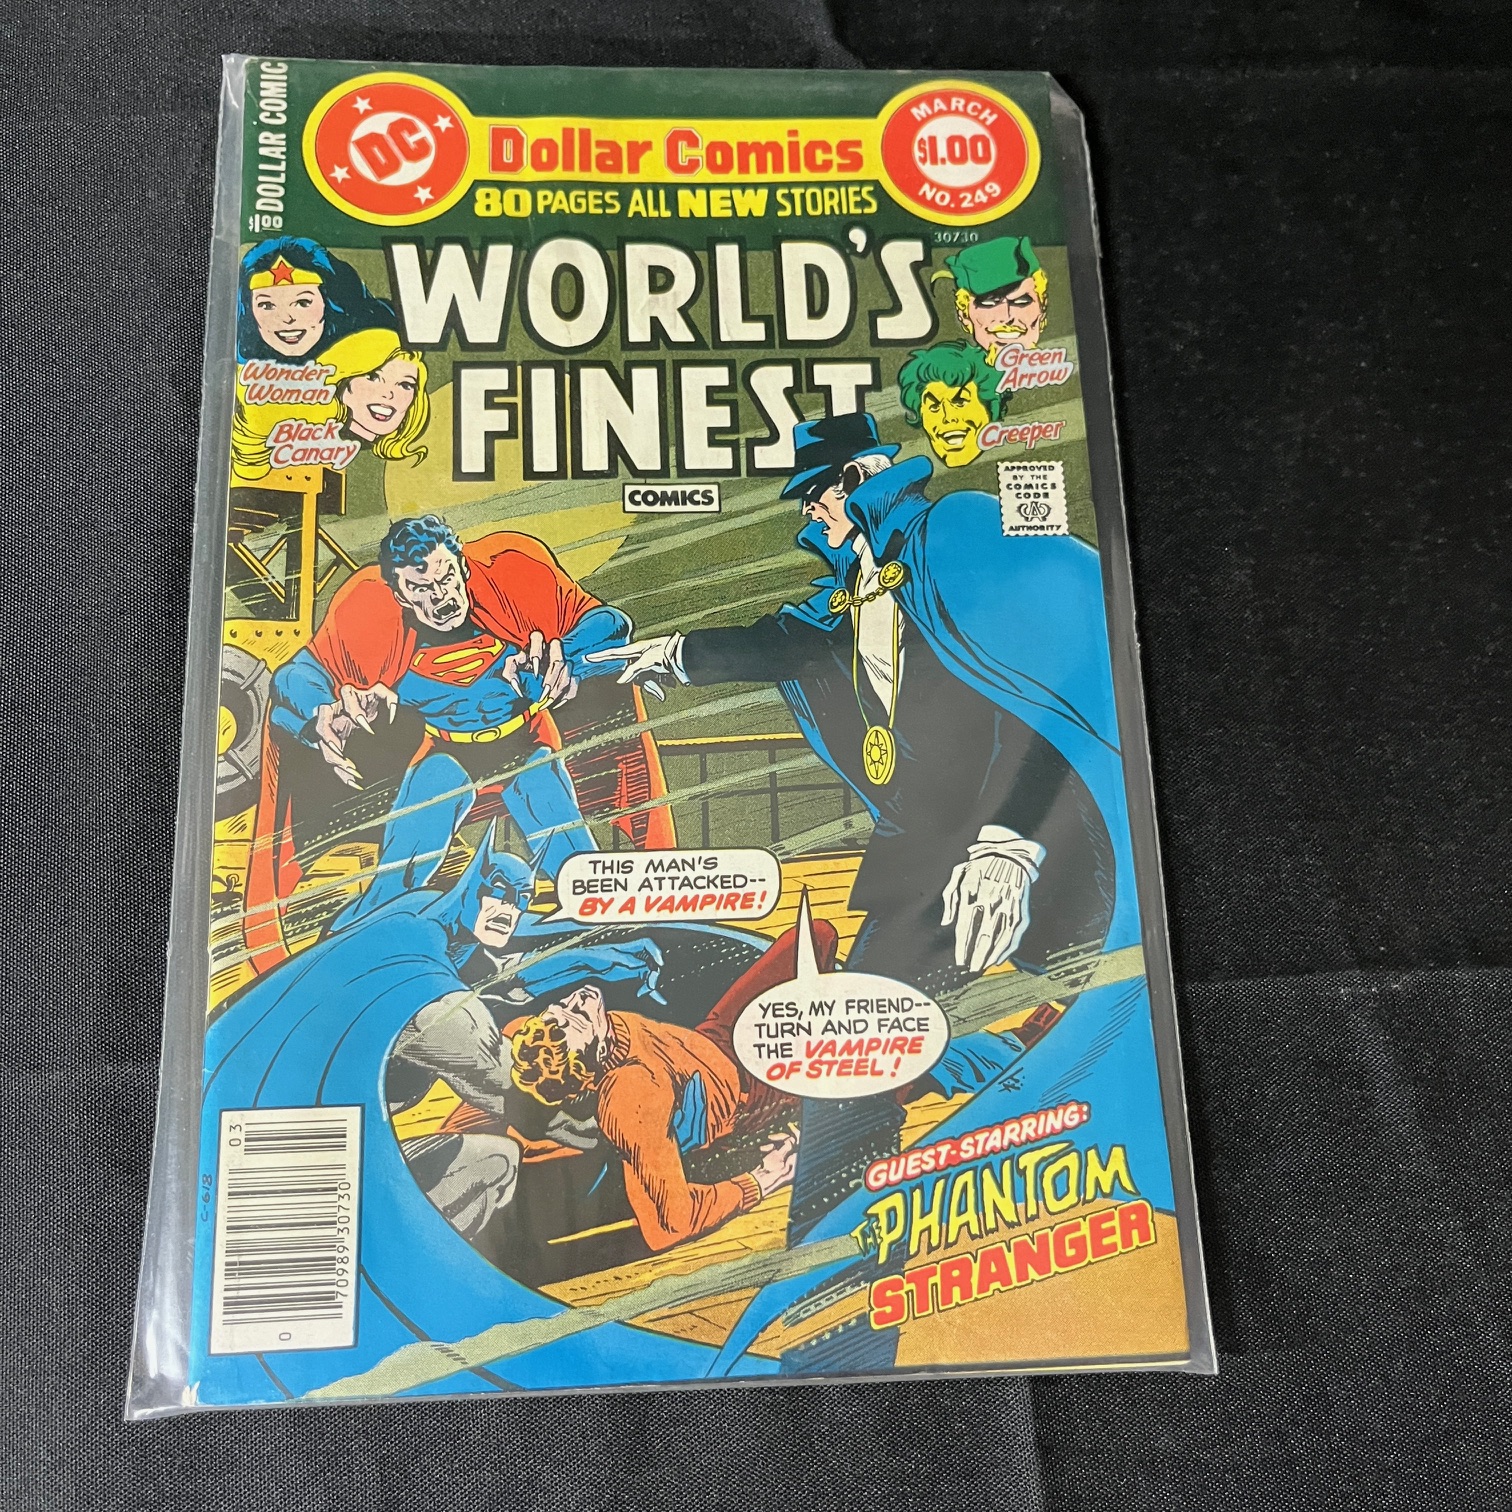 DOLLAR COMIC
$1.00
DC
Dollar Comics
80 PAGES ALL NEW STORIES
MARCH
$1.00
NO. 249
30730
WORLD'S
FINEST
COMICS
Wonder
Woman
Black
Canary
Green
Arrow
Creeper
APPROVED
BY THE
COMICS
CODE
CA
AUTHORITY
THIS MAN'S
BEEN ATTACKED--
BY A VAMPIRE!
YES, MY FRIEND--
TURN AND FACE
THE VAMPIRE
OF STEEL!
GUEST-STARRING:
THE PHANTOM
STRANGER
C-618
03
70989 30730
0